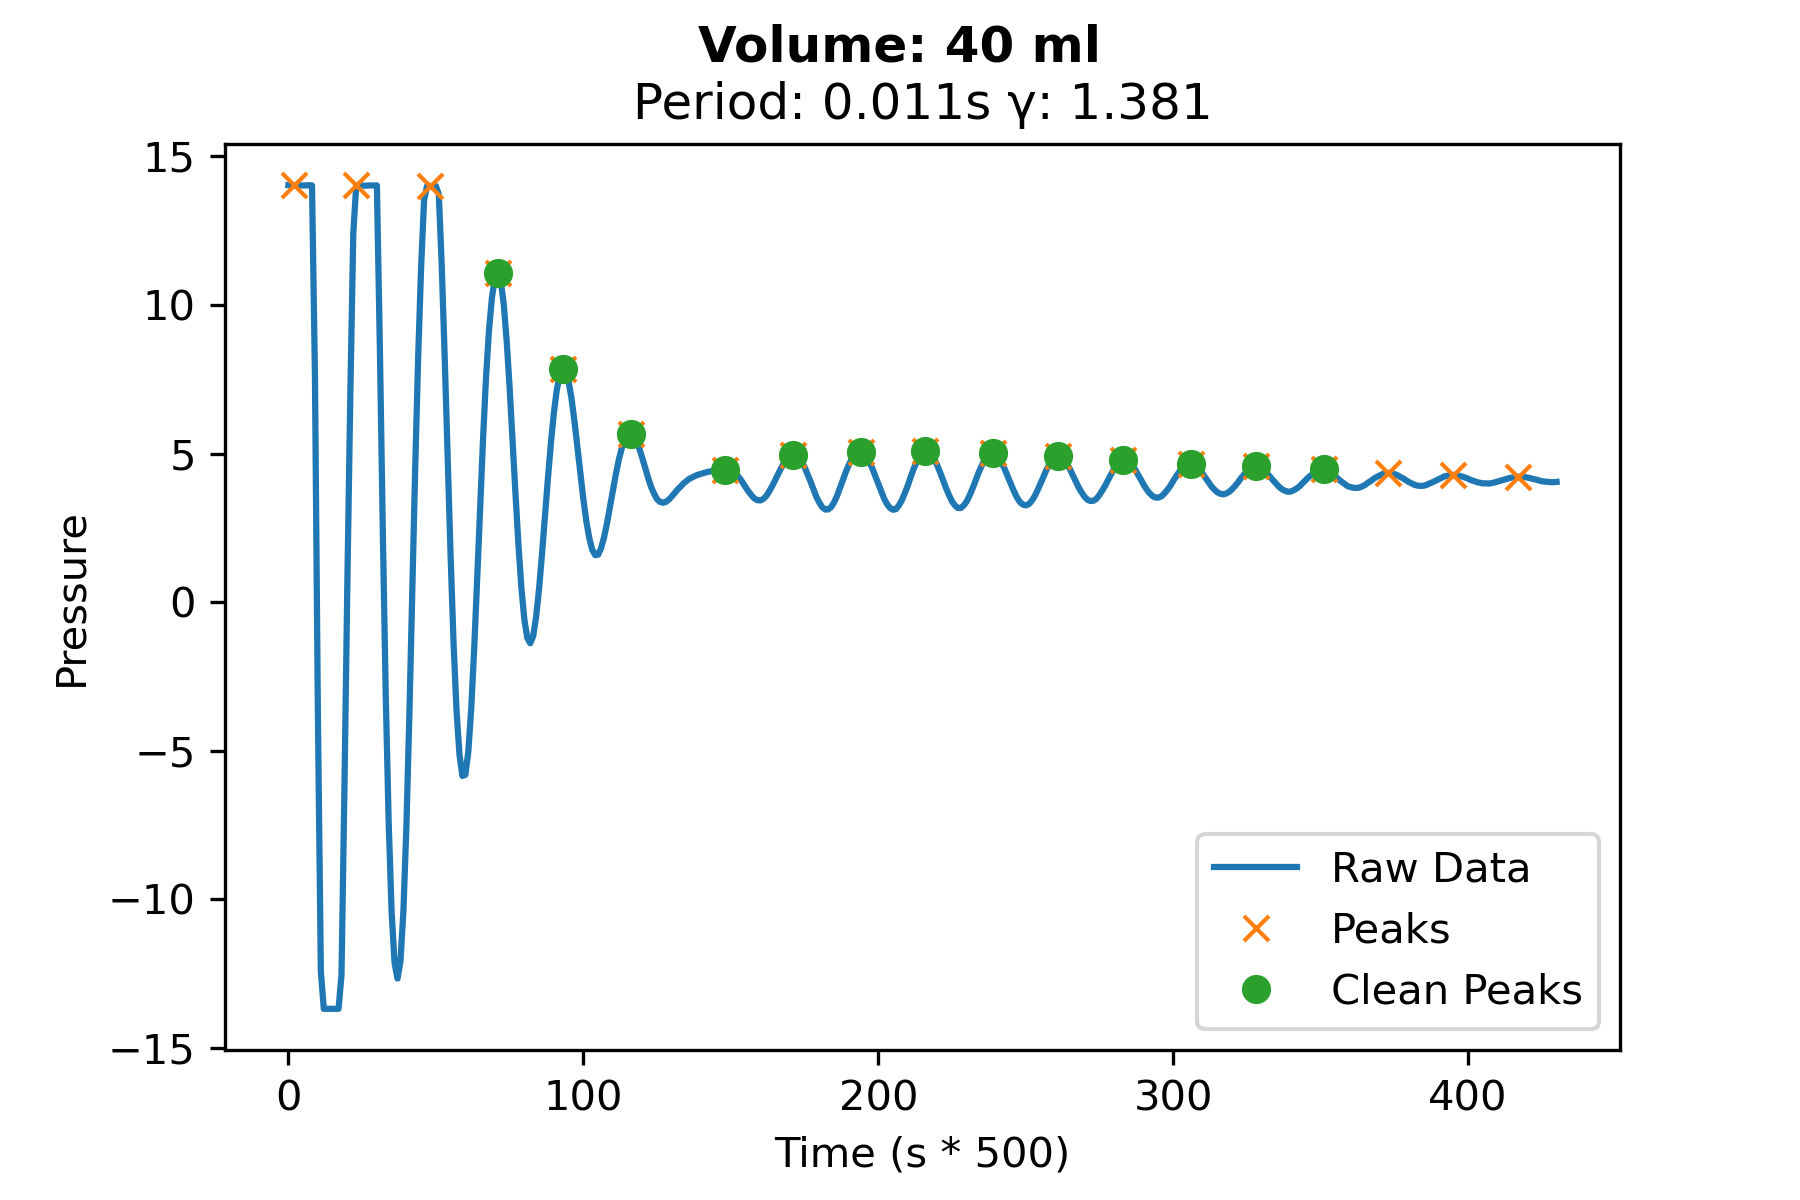 Volume: 40 ml
Period: 0.011s γ: 1.381
15
10
5
0
−5
−10
−15
Pressure
0 100 200 300 400
Time (s * 500)
Raw Data
Peaks
Clean Peaks